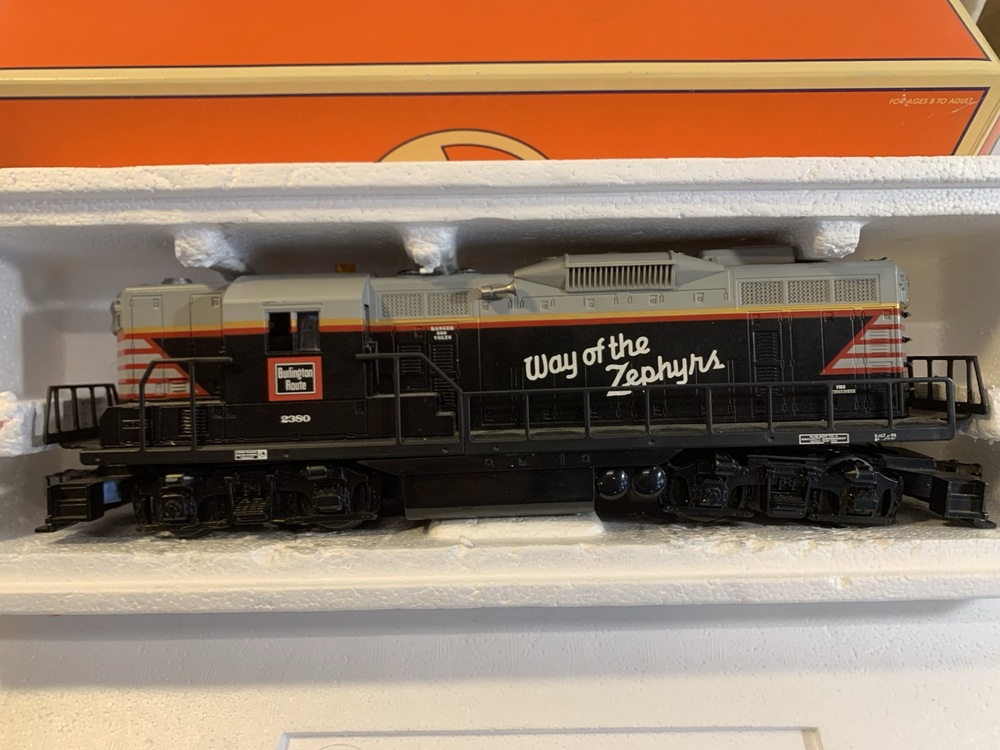 FOR AGES 8 TO ADULT
DANGER
600
VOLTS
Way of the
Zephyrs
Burlington
Route
2380